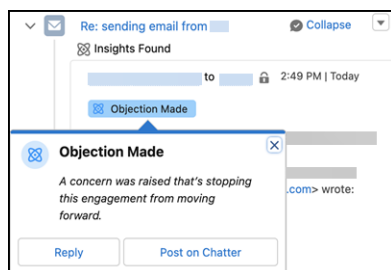 Re: sending email from
Collapse
Insights Found
to
2:49 PM | Today
Objection Made
Objection Made
A concern was raised that's stopping
this engagement from moving
forward.
.com> wrote:
Reply
Post on Chatter